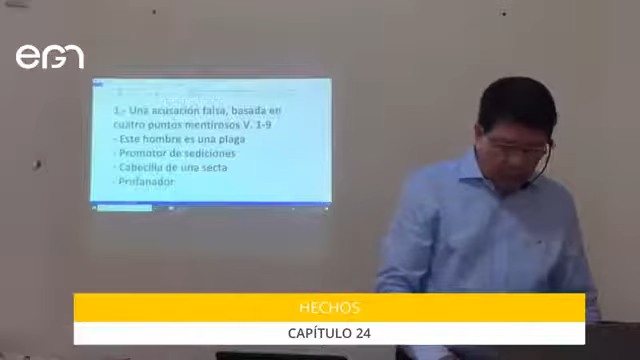 ern
1.- Una acusación falsa, basada en
cuatro puntos mentirosos V. 1-9
- Este hombre es una plaga
- Promotor de sediciones
- Cabecilla de una secta
- Profanador
HECHOS
CAPÍTULO 24